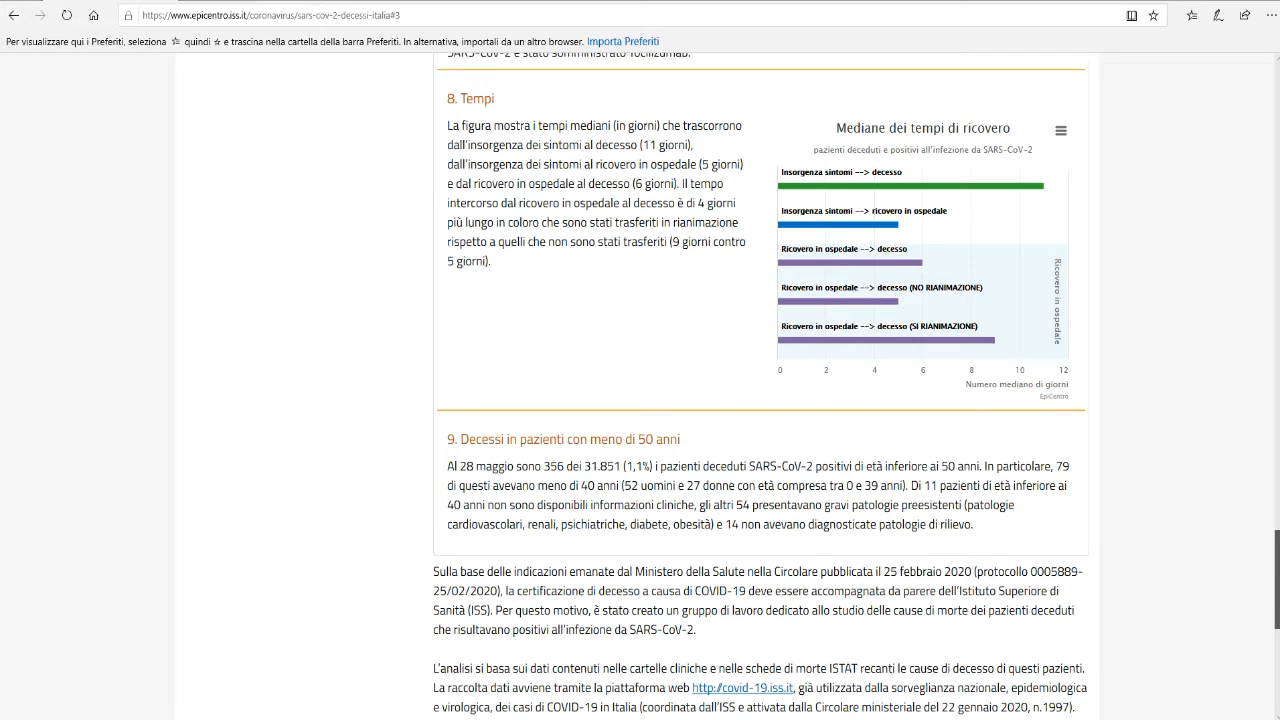 https://www.epicentro.iss.it/coronavirus/sars-cov-2-decessi-italia#3
Per visualizzare qui i Preferiti, seleziona quindi e trascina nella cartella della barra Preferiti. In alternativa, importali da un altro browser. Importa Preferiti
SARS-CoV-2 è stato somministrato Tocilizumab.
8. Tempi
La figura mostra i tempi mediani (in giorni) che trascorrono
dall'insorgenza dei sintomi al decesso (11 giorni),
dall'insorgenza dei sintomi al ricovero in ospedale (5 giorni)
e dal ricovero in ospedale al decesso (6 giorni). Il tempo
intercorso dal ricovero in ospedale al decesso è di 4 giorni
più lungo in coloro che sono stati trasferiti in rianimazione
rispetto a quelli che non sono stati trasferiti (9 giorni contro
5 giorni).
Mediane dei tempi di ricovero
pazienti deceduti e positivi all'infezione da SARS-CoV-2
Insorgenza sintomi --> decesso
Insorgenza sintomi --> ricovero in ospedale
Ricovero in ospedale --> decesso
Ricovero in ospedale --> decesso (NO RIANIMAZIONE)
Ricovero in ospedale --> decesso (SI RIANIMAZIONE)
Ricovero in ospedale
0 2 4 6 8 10 12
Numero mediano di giorni
EpiCentro
9. Decessi in pazienti con meno di 50 anni
Al 28 maggio sono 356 dei 31.851 (1,1%) i pazienti deceduti SARS-CoV-2 positivi di età inferiore ai 50 anni. In particolare, 79
di questi avevano meno di 40 anni (52 uomini e 27 donne con età compresa tra 0 e 39 anni). Di 11 pazienti di età inferiore ai
40 anni non sono disponibili informazioni cliniche, gli altri 54 presentavano gravi patologie preesistenti (patologie
cardiovascolari, renali, psichiatriche, diabete, obesità) e 14 non avevano diagnosticate patologie di rilievo.
Sulla base delle indicazioni emanate dal Ministero della Salute nella Circolare pubblicata il 25 febbraio 2020 (protocollo 0005889-
25/02/2020), la certificazione di decesso a causa di COVID-19 deve essere accompagnata da parere dell'Istituto Superiore di
Sanità (ISS). Per questo motivo, è stato creato un gruppo di lavoro dedicato allo studio delle cause di morte dei pazienti deceduti
che risultavano positivi all'infezione da SARS-CoV-2.
L'analisi si basa sui dati contenuti nelle cartelle cliniche e nelle schede di morte ISTAT recanti le cause di decesso di questi pazienti.
La raccolta dati avviene tramite la piattaforma web http://covid-19.iss.it, già utilizzata dalla sorveglianza nazionale, epidemiologica
e virologica, dei casi di COVID-19 in Italia (coordinata dall'ISS e attivata dalla Circolare ministeriale del 22 gennaio 2020, n.1997).